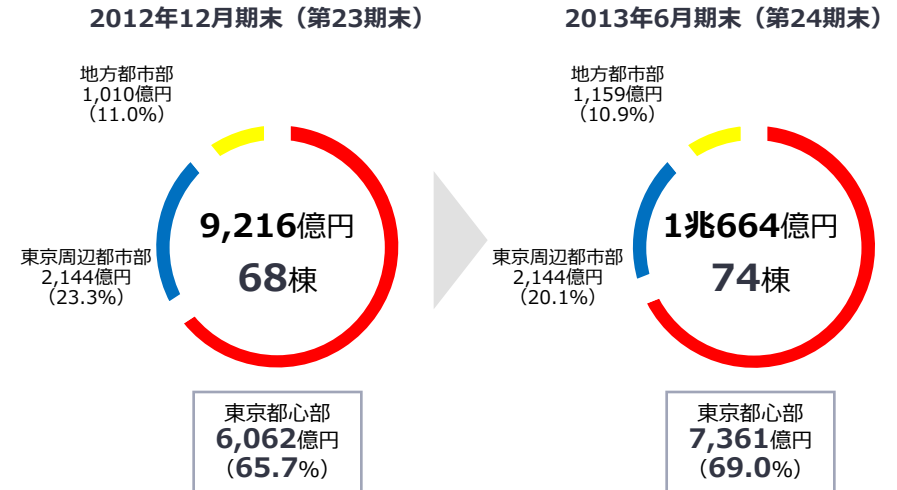 2012年12月期末（第23期末）
地方都市部
1,010億円
（11.0%）
9,216億円
68棟
東京周辺都市部
2,144億円
（23.3%）
東京都心部
6,062億円
（65.7%）
2013年6月期末（第24期末）
地方都市部
1,159億円
（10.9%）
1兆664億円
74棟
東京周辺都市部
2,144億円
（20.1%）
東京都心部
7,361億円
（69.0%）